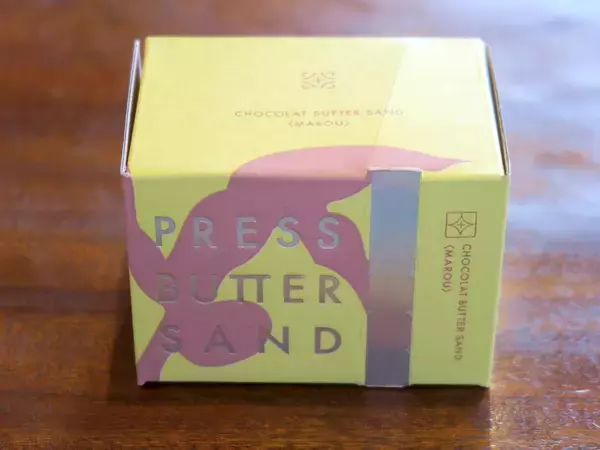 CHOCOLAT BUTTER SAND
〈MAROU〉
PRESS
BUTTER
SAND
CHOCOLAT BUTTER SAND
〈MAROU〉